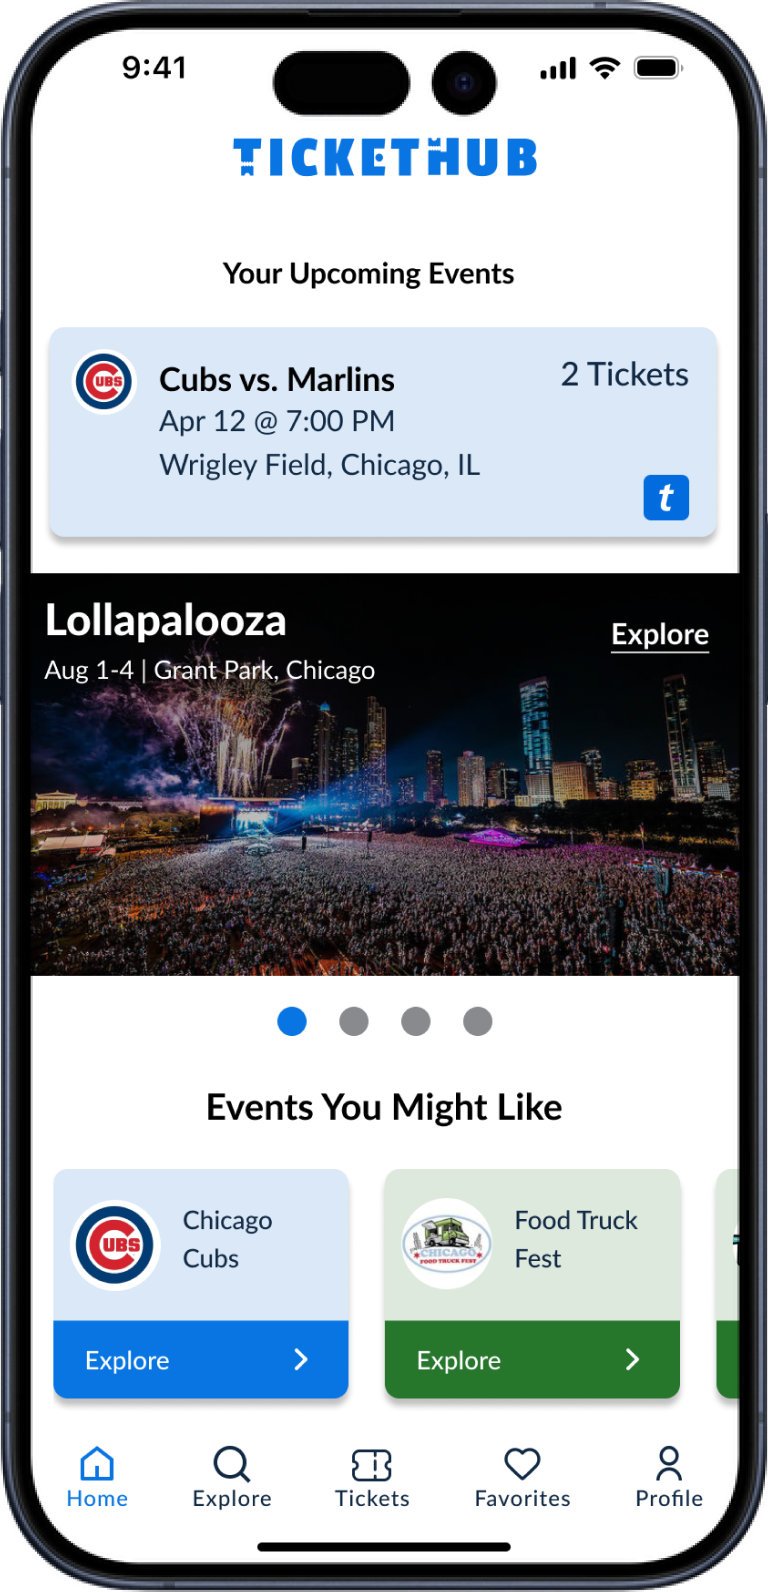 9:41
TICKETHUB
Your Upcoming Events
CUBS
Cubs vs. Marlins
2 Tickets
Apr 12 @ 7:00 PM
Wrigley Field, Chicago, IL
t
Lollapalooza
Explore
Aug 1-4 | Grant Park, Chicago
Events You Might Like
CUBS
Chicago
Cubs
CHICAGO
FOOD TRUCK FEST
Food Truck
Fest
Explore
Explore
Home
Explore
Tickets
Favorites
Profile